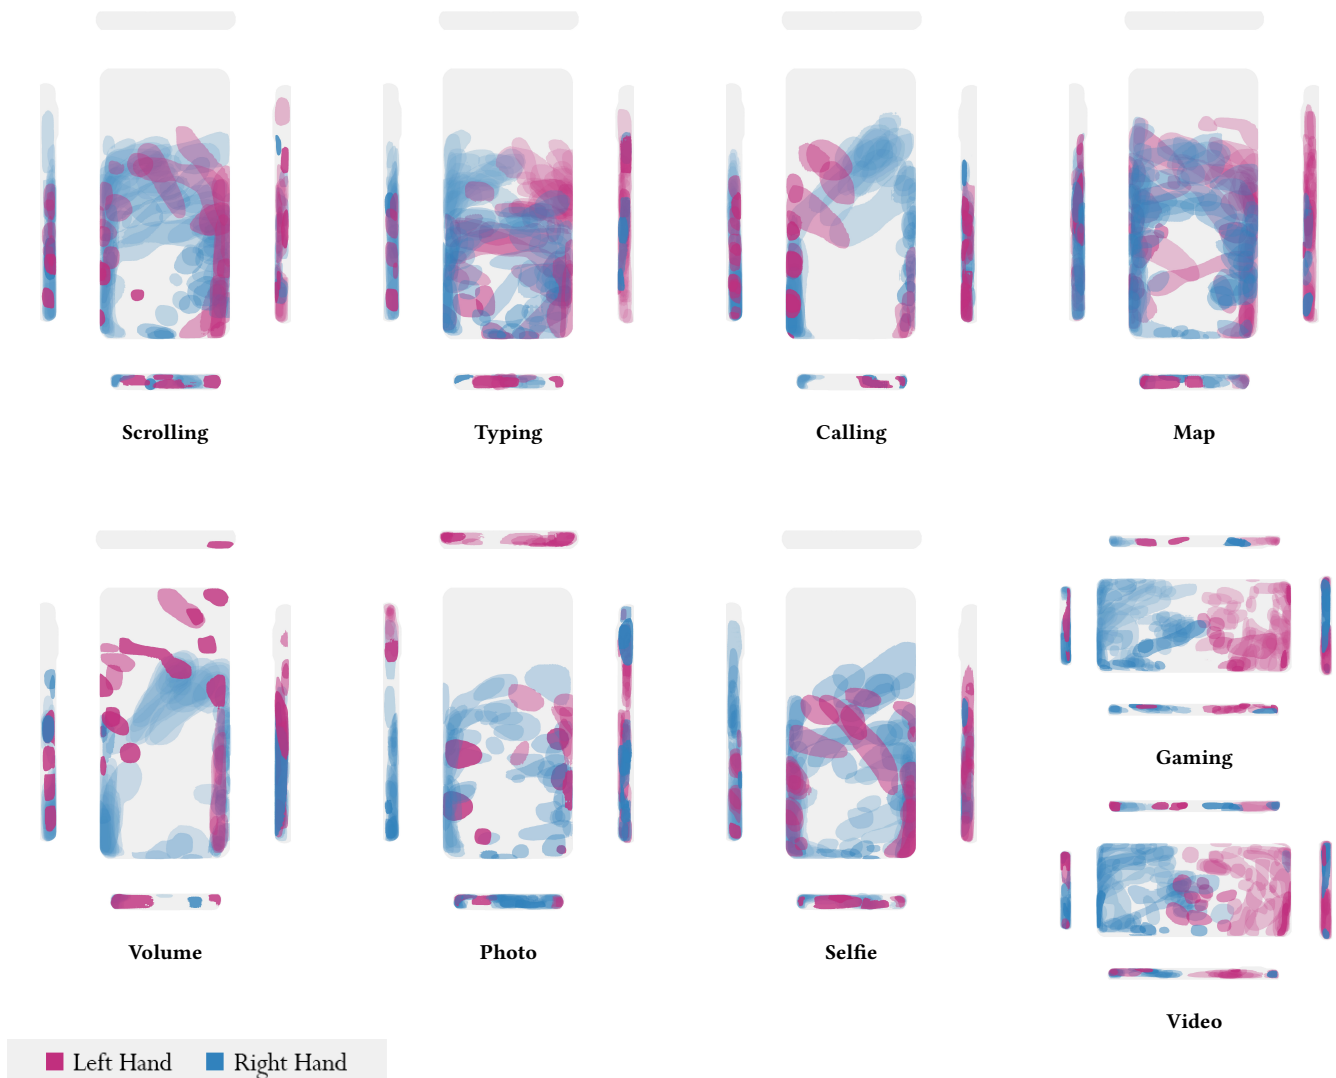 Scrolling
Typing
Calling
Map
Volume
Photo
Selfie
Gaming
Video
Left Hand
Right Hand